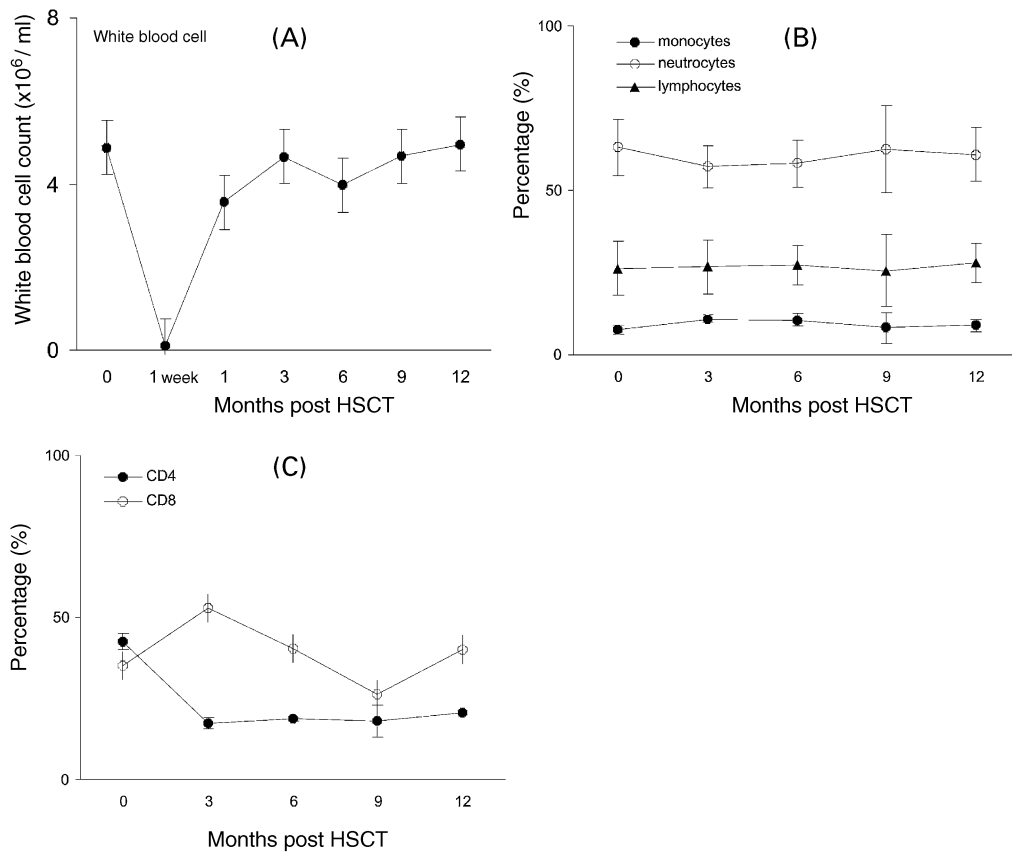 White blood cell
(A)
White blood cell count (x10⁶ / ml)
8
4
0
0 1 week 1 3 6 9 12
Months post HSCT
(B)
monocytes
neutrocytes
lymphocytes
Percentage (%)
100
50
0
0 3 6 9 12
Months post HSCT
(C)
CD4
CD8
Percentage (%)
100
50
0
0 3 6 9 12
Months post HSCT